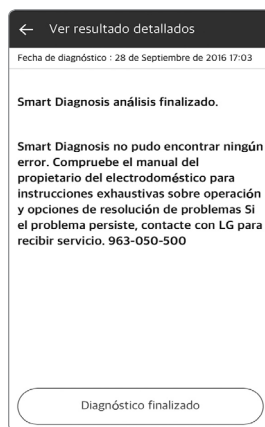 ← Ver resultado detallados
Fecha de diagnóstico : 28 de Septiembre de 2016 17:03
Smart Diagnosis análisis finalizado.
Smart Diagnosis no pudo encontrar ningún
error. Compruebe el manual del
propietario del electrodoméstico para
instrucciones exhaustivas sobre operación
y opciones de resolución de problemas Si
el problema persiste, contacte con LG para
recibir servicio. 963-050-500
Diagnóstico finalizado